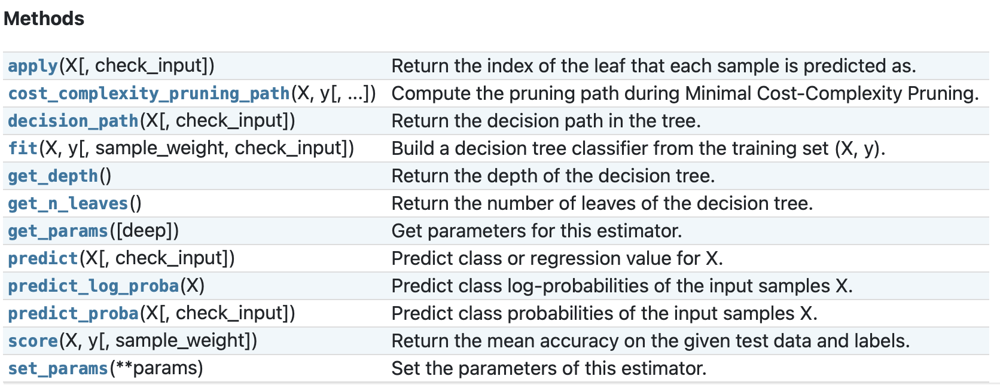 Methods
apply(X[, check_input]) Return the index of the leaf that each sample is predicted as.
cost_complexity_pruning_path(X, y[, ...]) Compute the pruning path during Minimal Cost-Complexity Pruning.
decision_path(X[, check_input]) Return the decision path in the tree.
fit(X, y[, sample_weight, check_input]) Build a decision tree classifier from the training set (X, y).
get_depth() Return the depth of the decision tree.
get_n_leaves() Return the number of leaves of the decision tree.
get_params([deep]) Get parameters for this estimator.
predict(X[, check_input]) Predict class or regression value for X.
predict_log_proba(X) Predict class log-probabilities of the input samples X.
predict_proba(X[, check_input]) Predict class probabilities of the input samples X.
score(X, y[, sample_weight]) Return the mean accuracy on the given test data and labels.
set_params(**params) Set the parameters of this estimator.